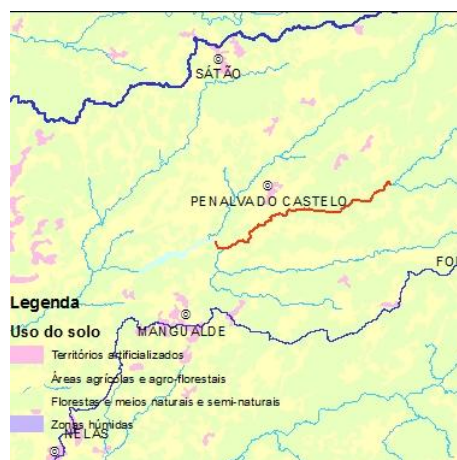 SÁTÃO
PENALVA DO CASTELO
FO
Legenda
MANGUALDE
Uso do solo
Territórios artificializados
Áreas agrícolas e agro-florestais
Florestas e meios naturais e semi-naturais
Zonas húmidas
NELAS